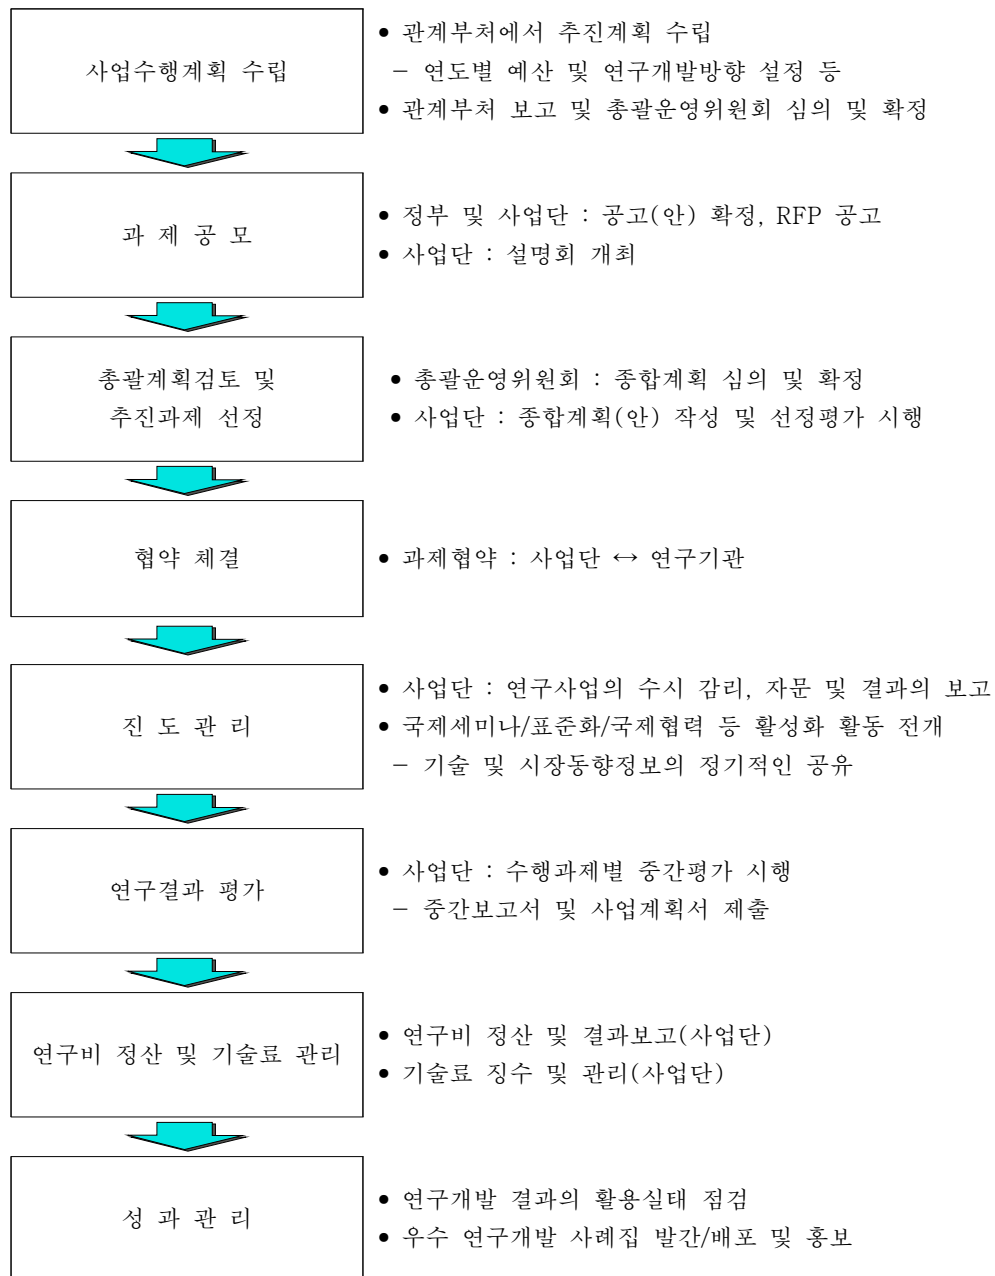 사업수행계획 수립
• 관계부처에서 추진계획 수립
- 연도별 예산 및 연구개발방향 설정 등
• 관계부처 보고 및 총괄운영위원회 심의 및 확정
과 제 공 모
• 정부 및 사업단 : 공고(안) 확정, RFP 공고
• 사업단 : 설명회 개최
총괄계획검토 및
추진과제 선정
• 총괄운영위원회 : 종합계획 심의 및 확정
• 사업단 : 종합계획(안) 작성 및 선정평가 시행
협약 체결
• 과제협약 : 사업단 ↔ 연구기관
진 도 관 리
• 사업단 : 연구사업의 수시 감리, 자문 및 결과의 보고
• 국제세미나/표준화/국제협력 등 활성화 활동 전개
- 기술 및 시장동향정보의 정기적인 공유
연구결과 평가
• 사업단 : 수행과제별 중간평가 시행
- 중간보고서 및 사업계획서 제출
연구비 정산 및 기술료 관리
• 연구비 정산 및 결과보고(사업단)
• 기술료 징수 및 관리(사업단)
성 과 관 리
• 연구개발 결과의 활용실태 점검
• 우수 연구개발 사례집 발간/배포 및 홍보